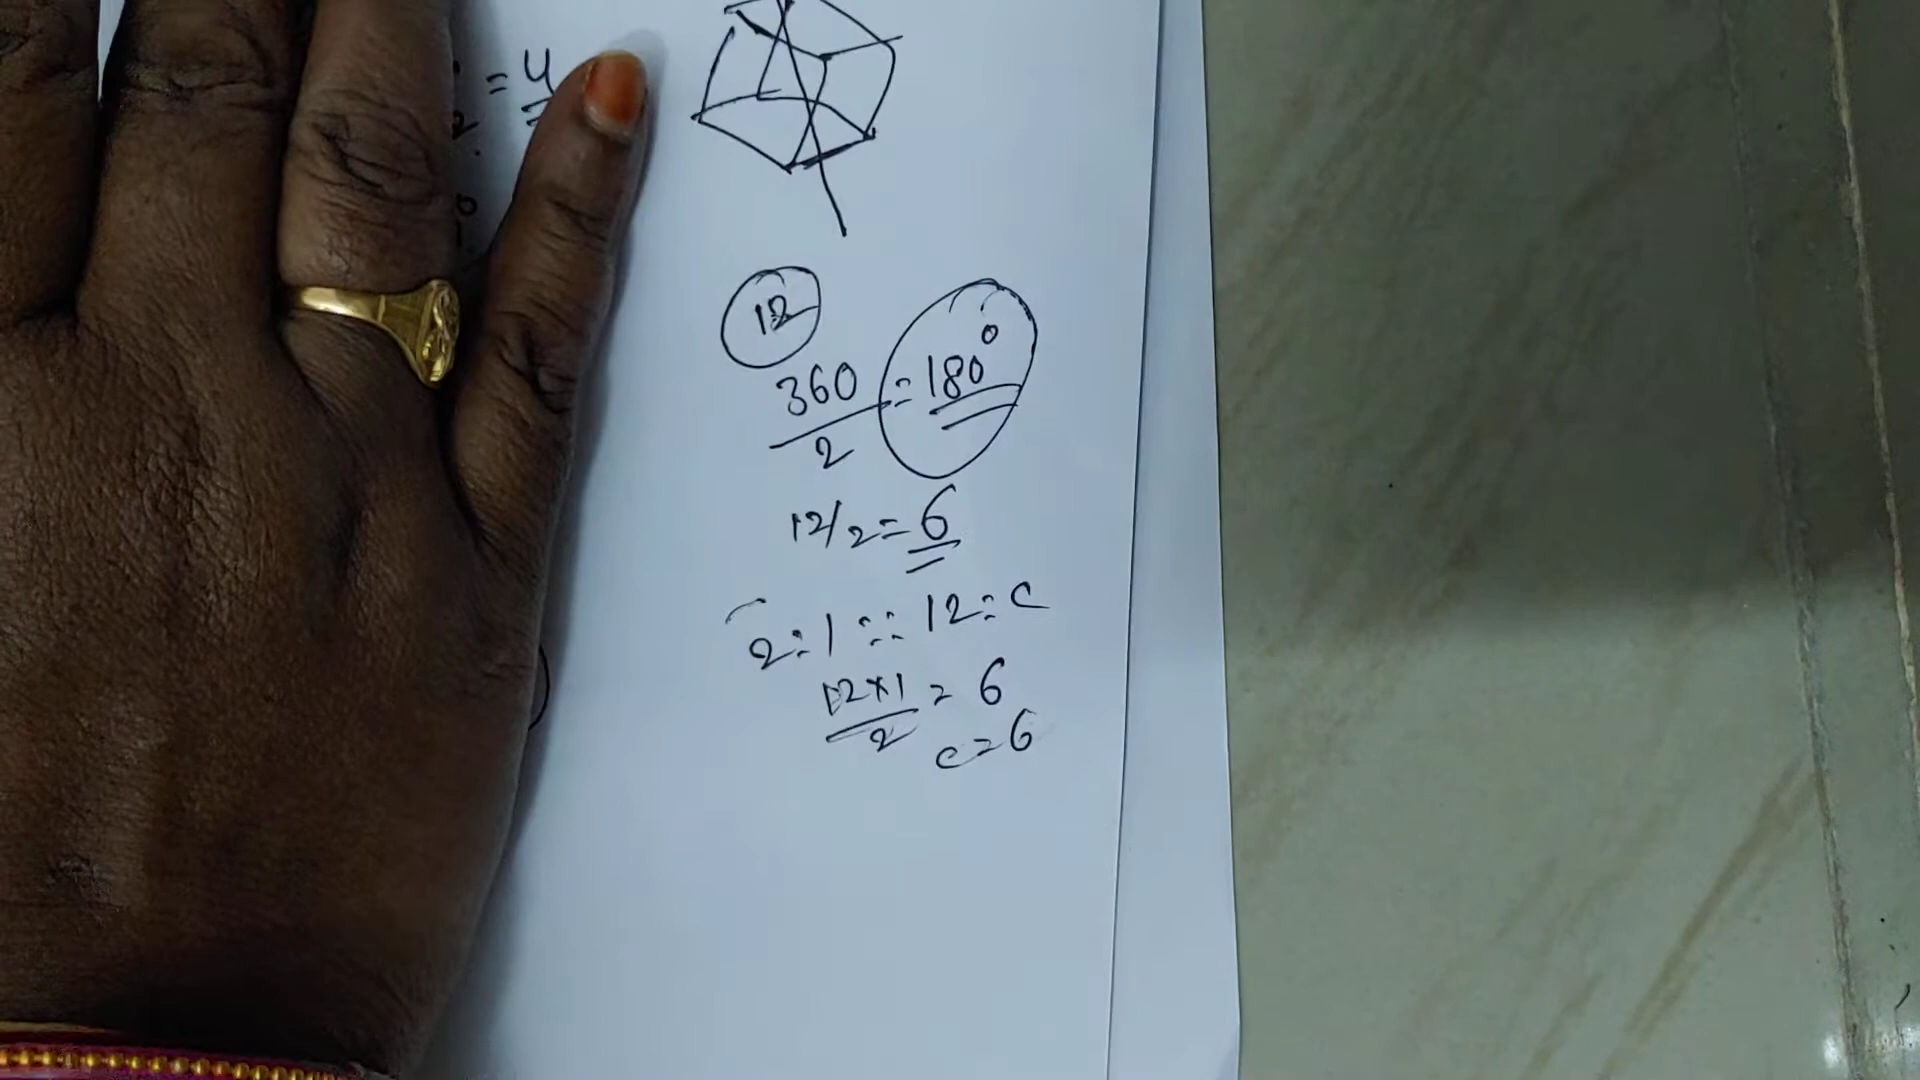 = 4
12
360/2 = 180°
12/2 = 6
2:1 :: 12:c
12×1/2 = 6
c = 6